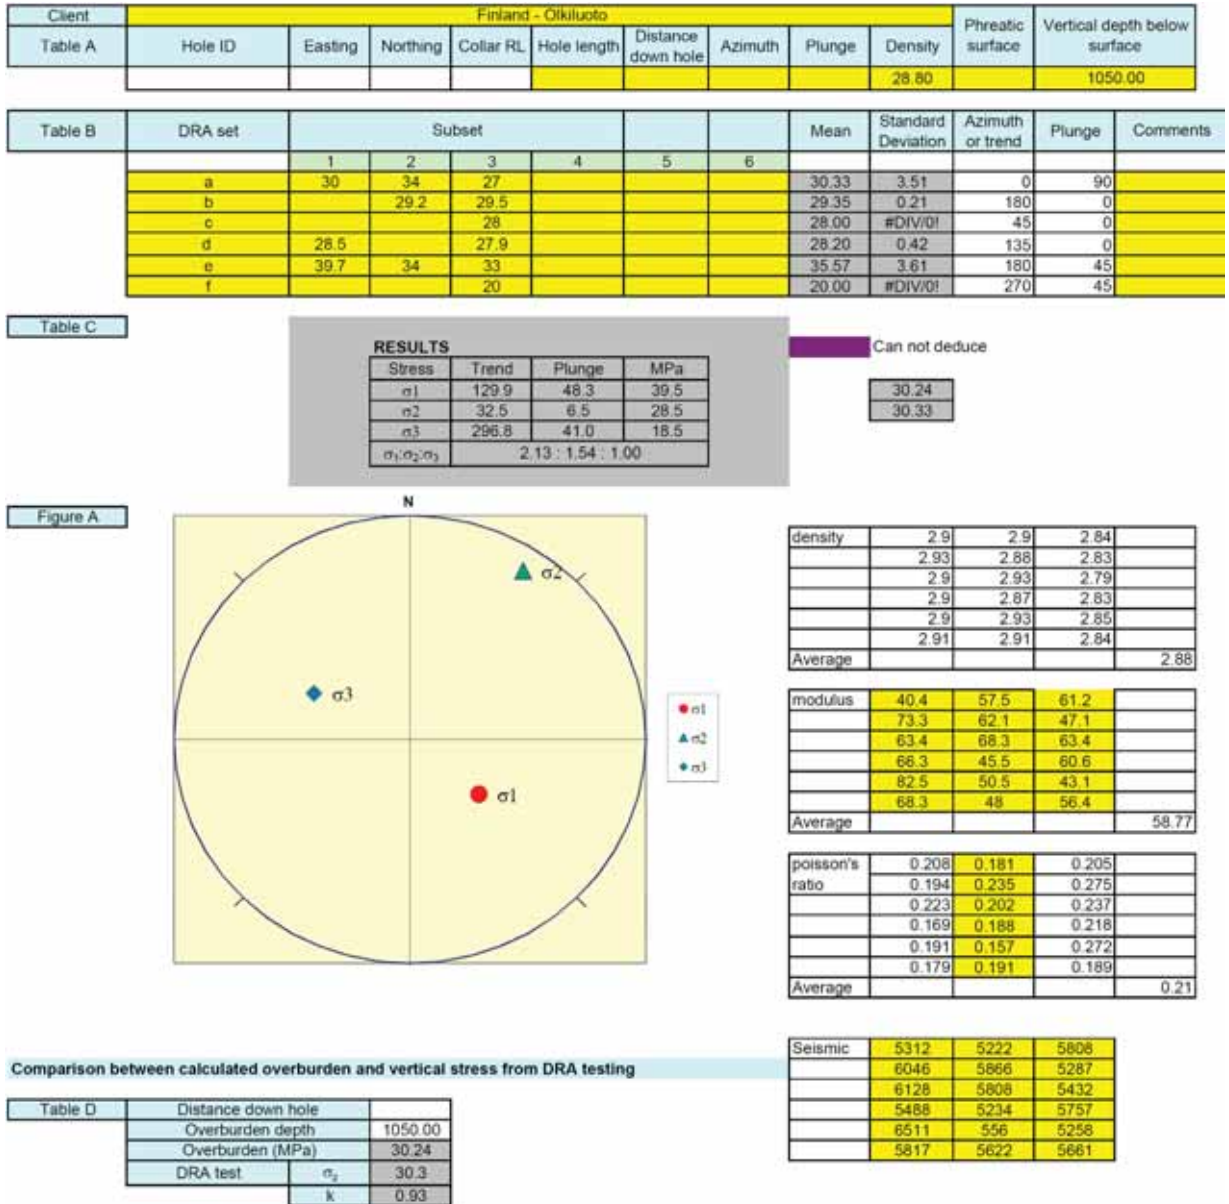 Client Finland - Olkiluoto Phreatic surface Vertical depth below surface
Table A Hole ID Easting Northing Collar RL Hole length Distance down hole Azimuth Plunge Density
28.80 1050.00
Table B DRA set Subset Mean Standard Deviation Azimuth or trend Plunge Comments
1 2 3 4 5 6
a 30 34 27 30.33 3.51 0 90
b 29.2 29.5 29.35 0.21 180 0
c 28 28.00 #DIV/0! 45 0
d 28.5 27.9 28.20 0.42 135 0
e 39.7 34 33 35.57 3.61 180 45
f 20 20.00 #DIV/0! 270 45
Table C
RESULTS Can not deduce
Stress Trend Plunge MPa
σ1 129.9 48.3 39.5 30.24
σ2 32.5 6.5 28.5 30.33
σ3 296.8 41.0 18.5
σ₁:σ₂:σ₃ 2.13 : 1.54 : 1.00
Figure A
N
σ2
σ3
σ1
σ1
σ2
σ3
density 2.9 2.9 2.84
2.93 2.88 2.83
2.9 2.93 2.79
2.9 2.87 2.83
2.9 2.93 2.85
2.91 2.91 2.84
Average 2.88
modulus 40.4 57.5 61.2
73.3 62.1 47.1
63.4 68.3 63.4
66.3 45.5 60.6
82.5 50.5 43.1
68.3 48 56.4
Average 58.77
poisson's 0.208 0.181 0.205
ratio 0.194 0.235 0.275
0.223 0.202 0.237
0.169 0.188 0.218
0.191 0.157 0.272
0.179 0.191 0.189
Average 0.21
Seismic 5312 5222 5808
6046 5866 5287
6128 5808 5432
5488 5234 5757
6511 556 5258
5817 5622 5661
Comparison between calculated overburden and vertical stress from DRA testing
Table D Distance down hole
Overburden depth 1050.00
Overburden (MPa) 30.24
DRA test σz 30.3
k 0.93